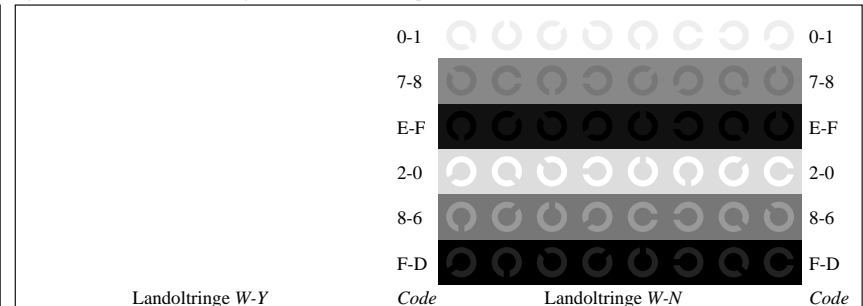 0-1 0-1
7-8 7-8
E-F E-F
2-0 2-0
8-6 8-6
F-D F-D
Landoltringe W-Y Code Landoltringe W-N Code